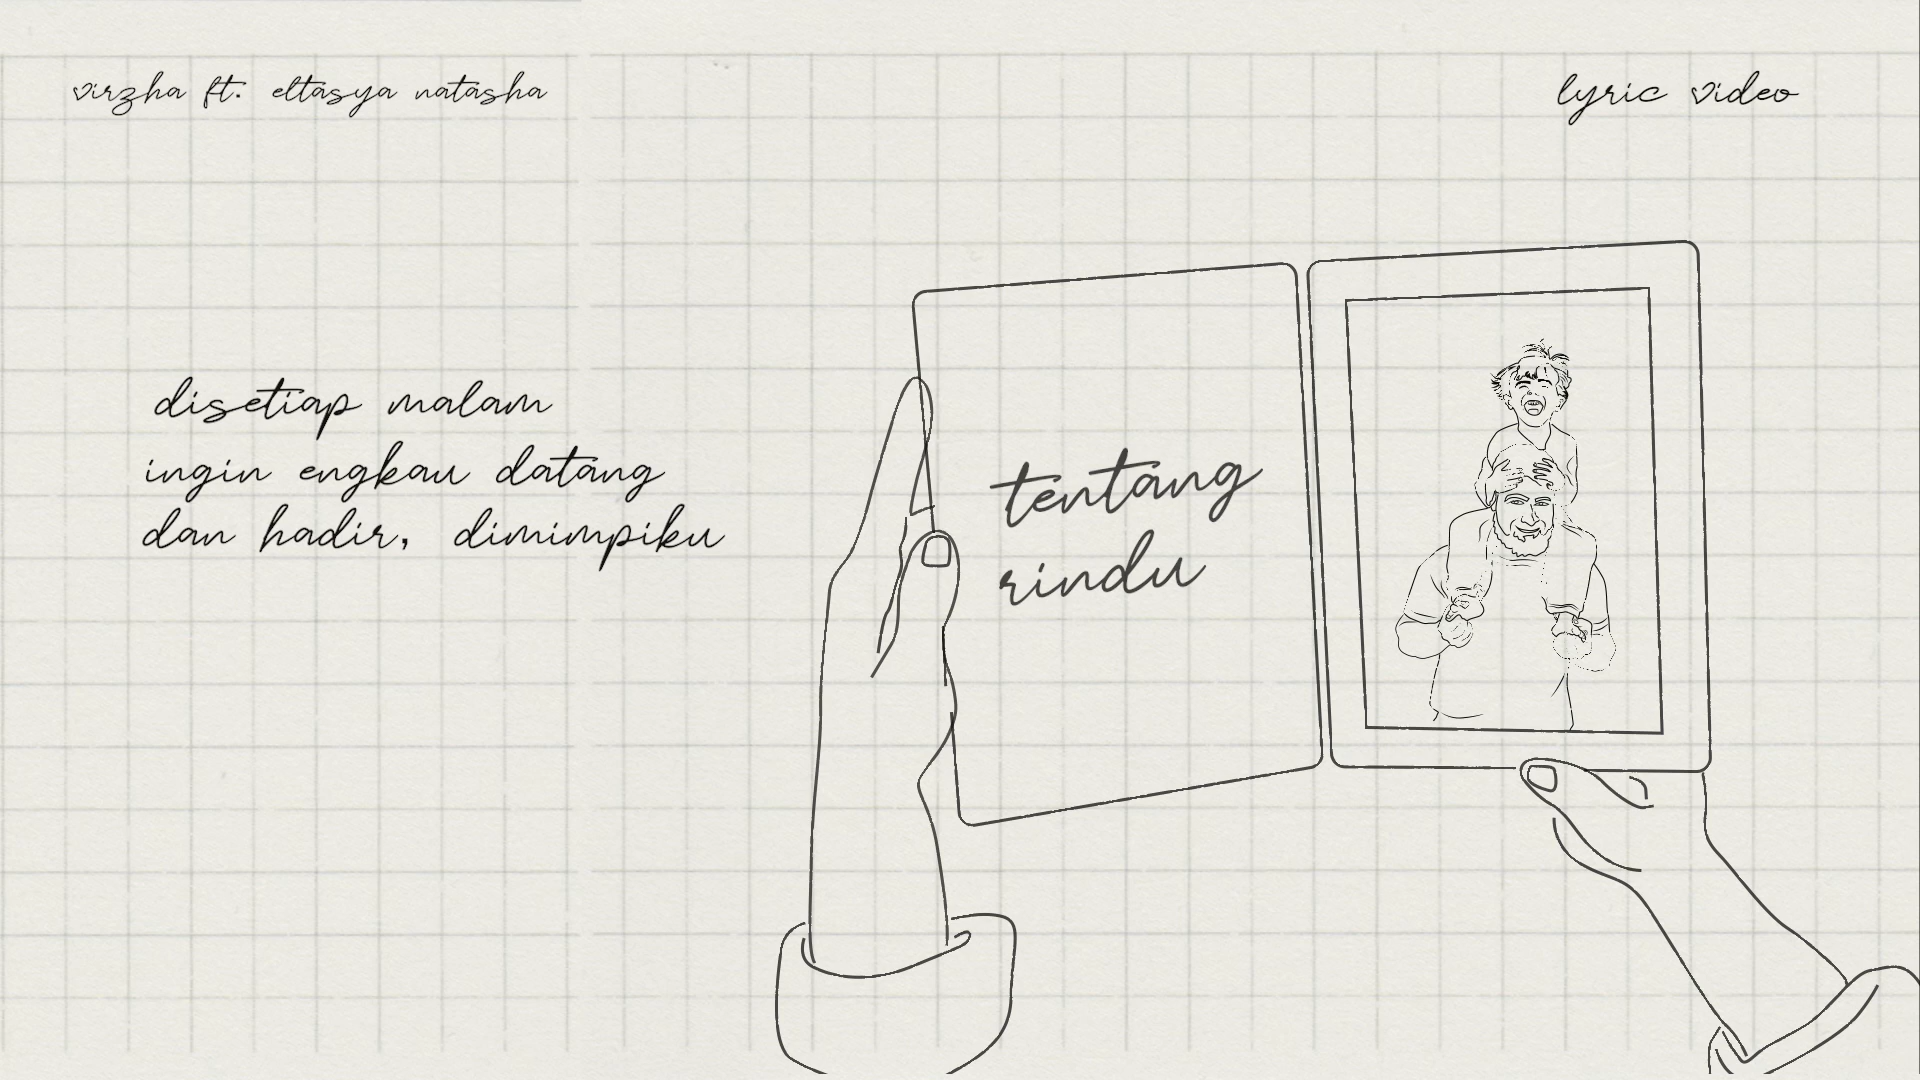 virzha ft. eltasya natasha
lyric video
disetiap malam
ingin engkau datang
dan hadir, dimimpiku
tentang
rindu